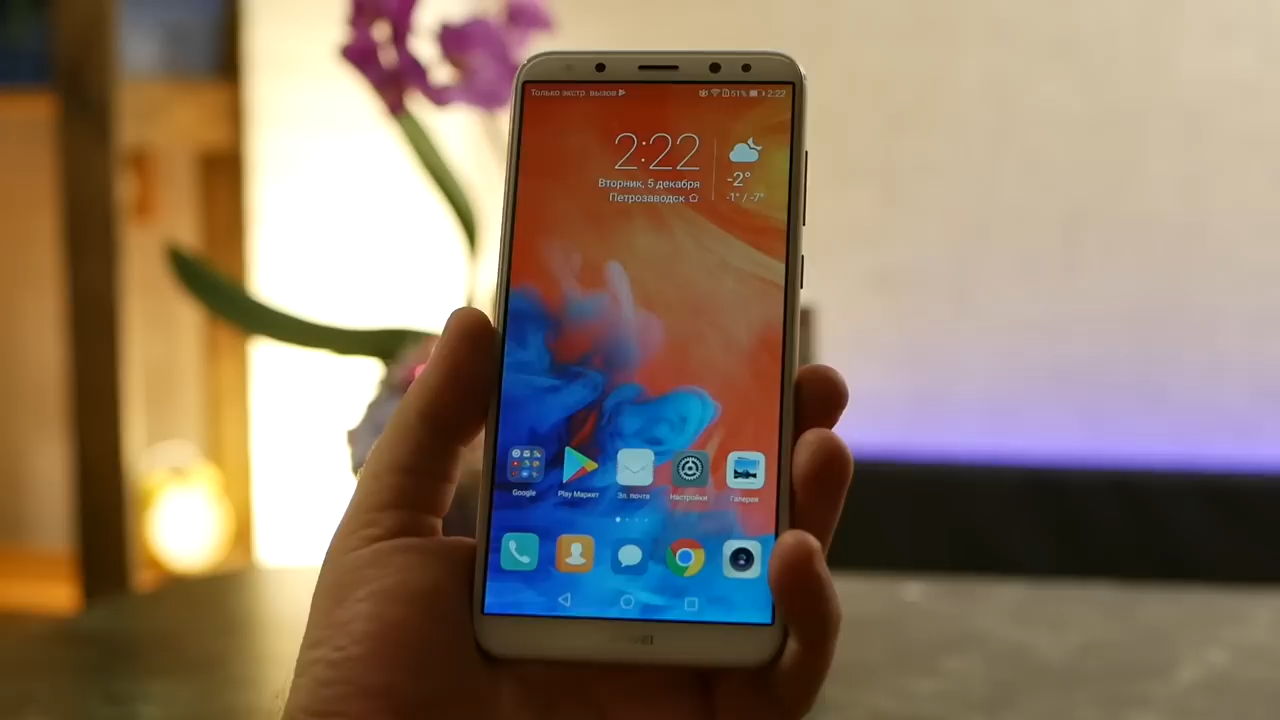 Только экстр. вызов
51% 2:22
2:22
Вторник, 5 декабря
Петрозаводск
-2°
-1° / -7°
Google
Play Маркет
Эл. почта
Настройки
Галерея
HUAWEI